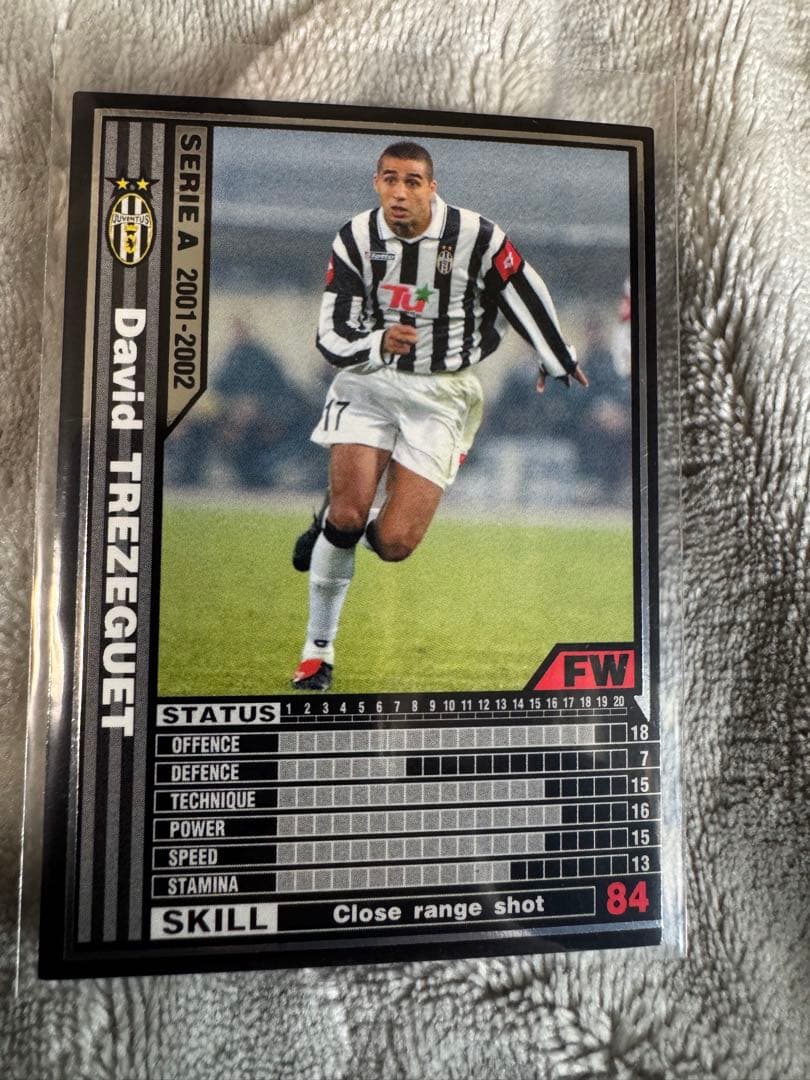 SERIE A 2001-2002
JUVENTUS
David TREZEGUET
Lotto
Tu
17
FW
STATUS 1 2 3 4 5 6 7 8 9 10 11 12 13 14 15 16 17 18 19 20
OFFENCE 18
DEFENCE 7
TECHNIQUE 15
POWER 16
SPEED 15
STAMINA 13
SKILL Close range shot 84